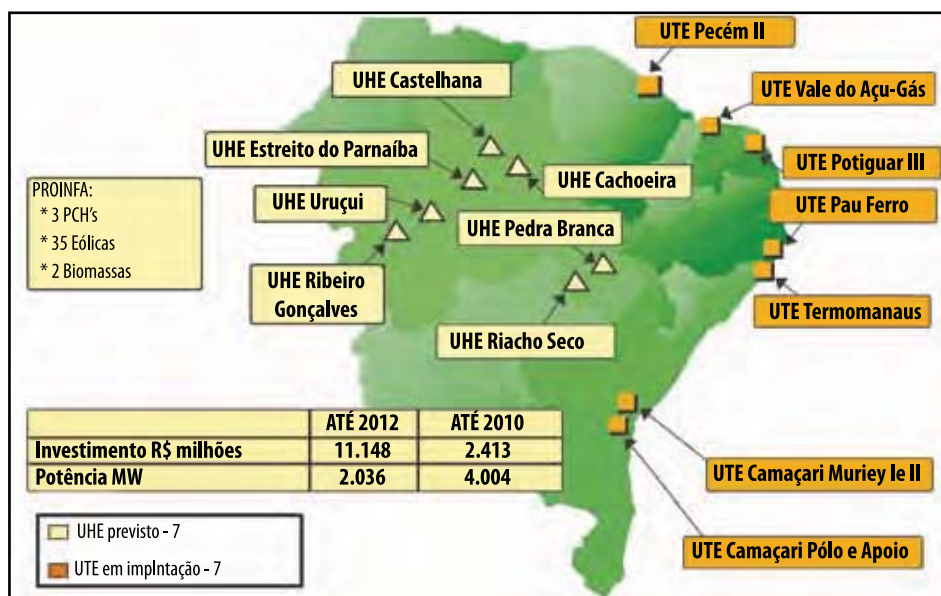 UTE Pecém II
UHE Castelhana
UTE Vale do Açu-Gás
UHE Estreito do Parnaíba
UTE Potiguar III
UHE Cachoeira
PROINFA:
* 3 PCH's
* 35 Eólicas
* 2 Biomassas
UHE Uruçui
UTE Pau Ferro
UHE Pedra Branca
UHE Ribeiro
Gonçalves
UTE Termomanaus
UHE Riacho Seco
ATÉ 2012 ATÉ 2010
Investimento R$ milhões 11.148 2.413
Potência MW 2.036 4.004
UTE Camaçari Muriey Ie II
UHE previsto - 7
UTE em implntação - 7
UTE Camaçari Pólo e Apoio